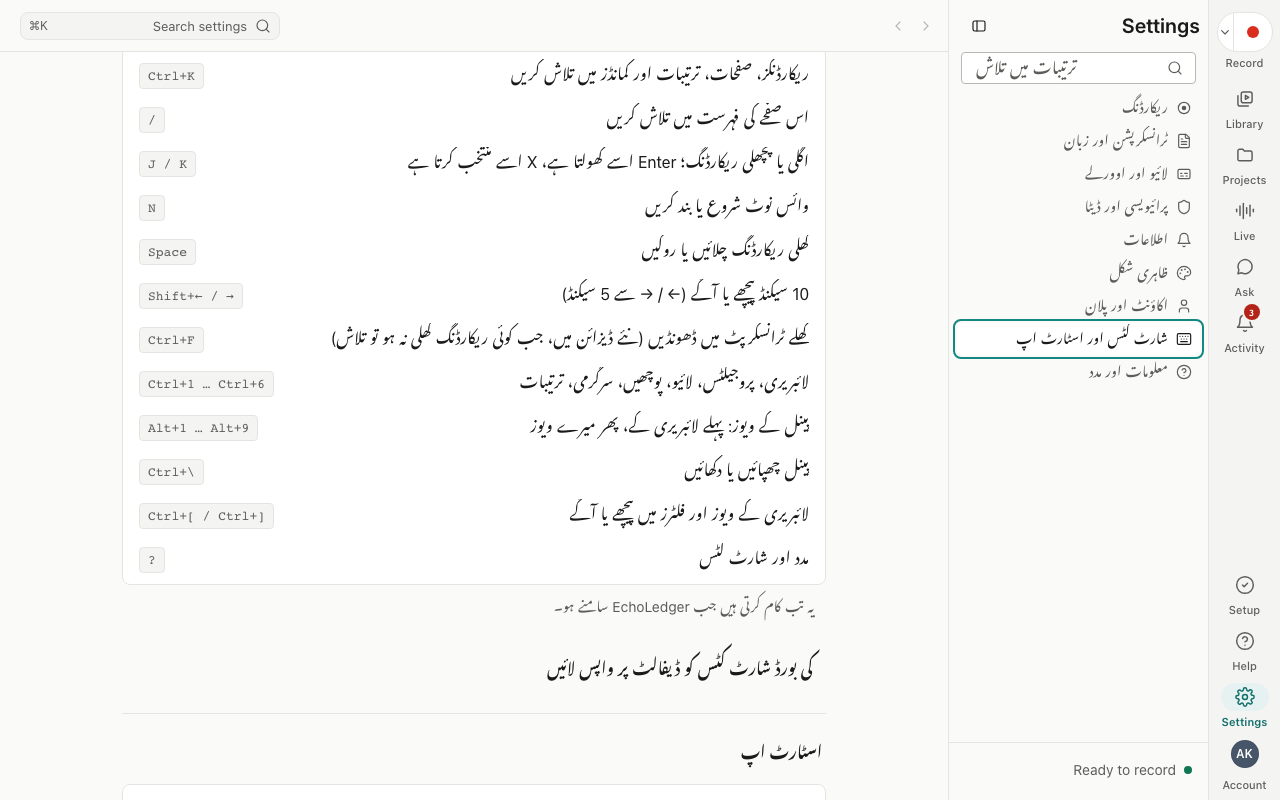 ⌘K
Search settings
Settings
Record
Library
Projects
Live
Ask
3
Activity
Setup
Help
Settings
AK
Account
ترتیبات میں تلاش
ریکارڈنگ
ٹرانسکرپشن اور زبان
لائیو اور اوورلے
پرائیویسی اور ڈیٹا
اطلاعات
ظاہری شکل
اکاؤنٹ اور پلان
شارٹ کٹس اور اسٹارٹ اپ
معلومات اور مدد
Ready to record
ریکارڈنگز، صفحات، ترتیبات اور کمانڈز میں تلاش کریں
Ctrl+K
اس صفحے کی فہرست میں تلاش کریں
/
اگلی یا پچھلی ریکارڈنگ؛ Enter اسے کھولتا ہے، X اسے منتخب کرتا ہے
J / K
وائس نوٹ شروع یا بند کریں
N
کھلی ریکارڈنگ چلائیں یا روکیں
Space
10 سیکنڈ پیچھے یا آگے (← / → سے 5 سیکنڈ)
Shift+← / →
کھلے ٹرانسکرپٹ میں ڈھونڈیں (نئے ڈیزائن میں، جب کوئی ریکارڈنگ کھلی نہ ہو تو تلاش)
Ctrl+F
لائبریری، پروجیکٹس، لائیو، پوچھیں، سرگرمی، ترتیبات
Ctrl+1 … Ctrl+6
پینل کے ویوز: پہلے لائبریری کے، پھر میرے ویوز
Alt+1 … Alt+9
پینل چھپائیں یا دکھائیں
Ctrl+\
لائبریری کے ویوز اور فلٹرز میں پیچھے یا آگے
Ctrl+[ / Ctrl+]
مدد اور شارٹ کٹس
?
یہ تب کام کرتی ہیں جب EchoLedger سامنے ہو۔
کی بورڈ شارٹ کٹس کو ڈیفالٹ پر واپس لائیں
اسٹارٹ اپ